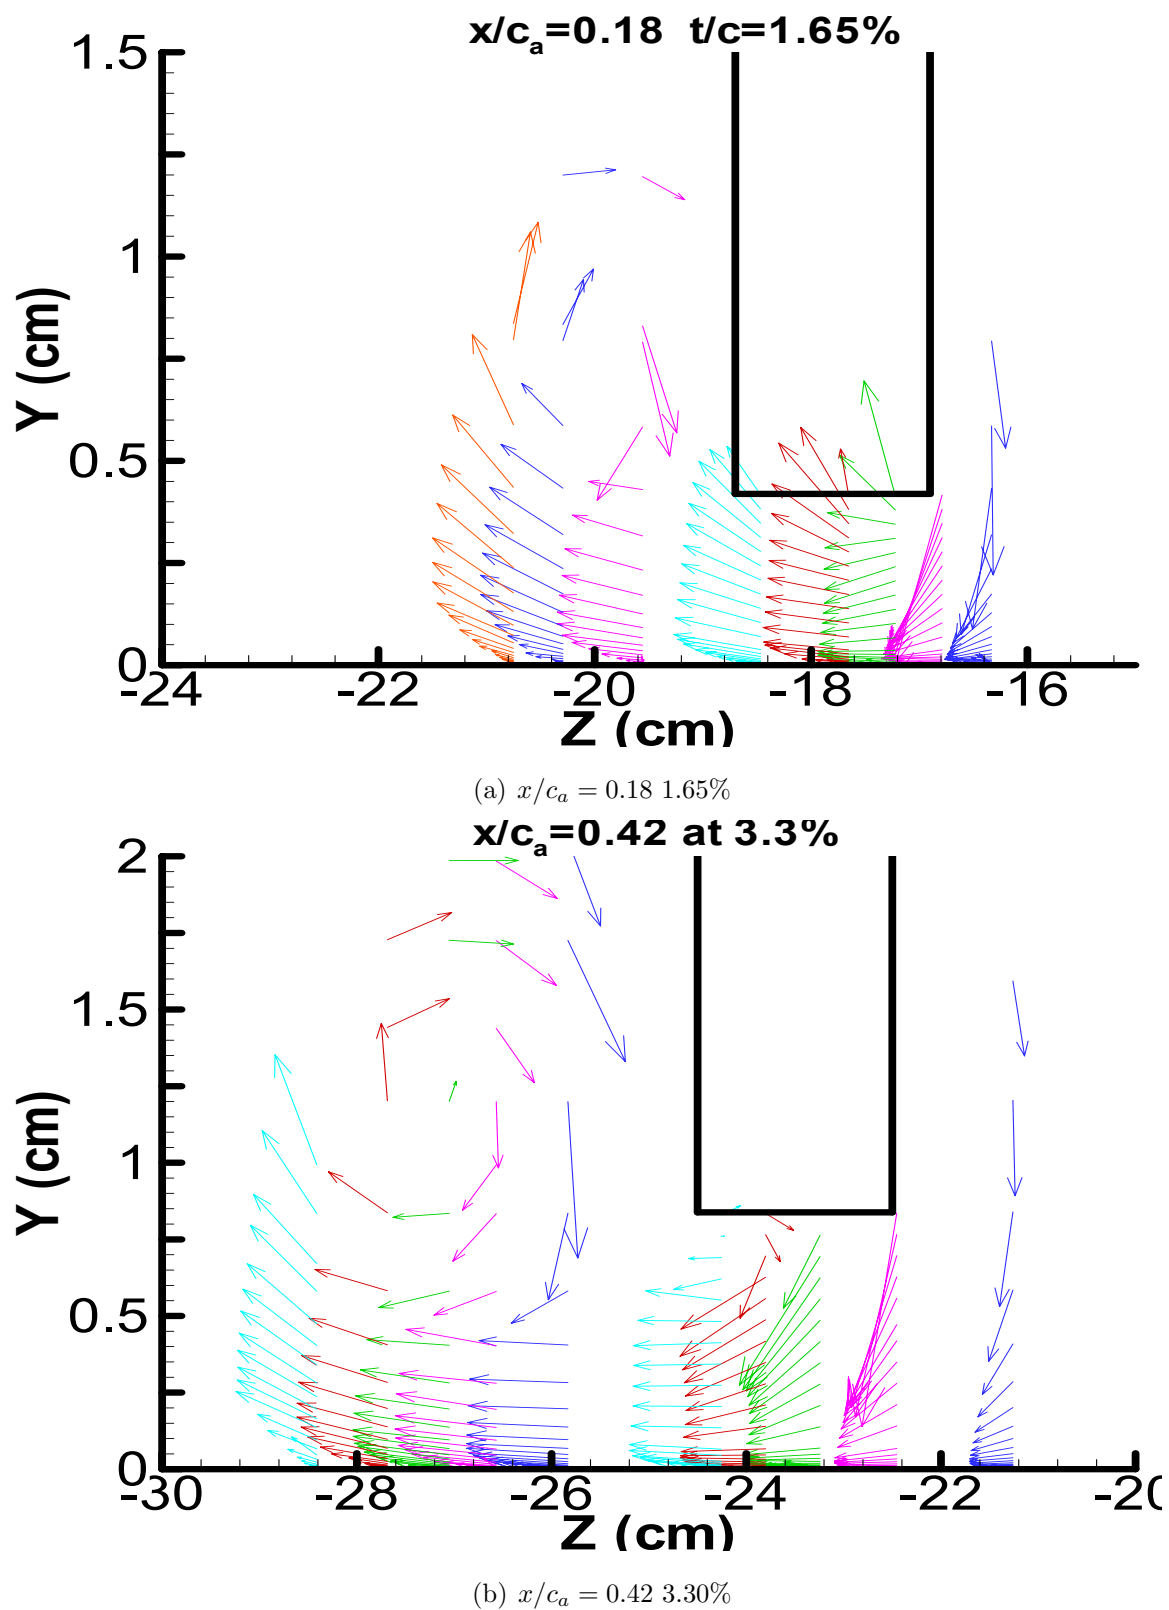 x/ca=0.18 t/c=1.65%
1.5
1
0.5
0
-24
-22
-20
-18
-16
Y (cm)
Z (cm)
(a) x/ca = 0.18 1.65%
x/ca=0.42 at 3.3%
2
1.5
1
0.5
0
-30
-28
-26
-24
-22
-20
Y (cm)
Z (cm)
(b) x/ca = 0.42 3.30%